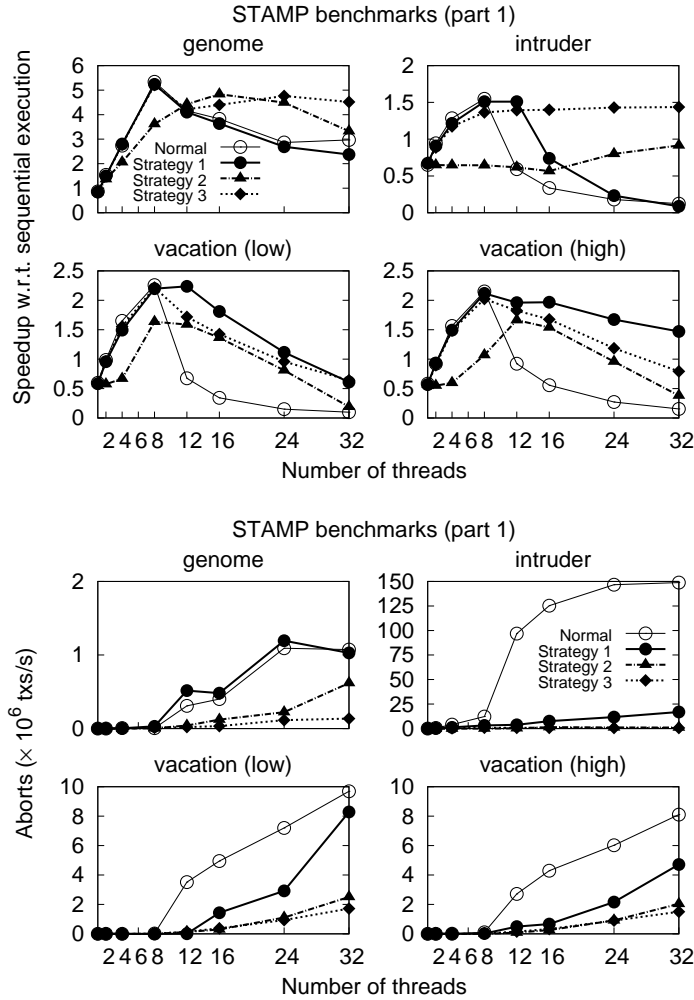 STAMP benchmarks (part 1)
genome
intruder
Speedup w.r.t. sequential execution
6
5
4
3
2
1
0
Normal
Strategy 1
Strategy 2
Strategy 3
2
1.5
1
0.5
0
vacation (low)
vacation (high)
2.5
2
1.5
1
0.5
0
2 4 6 8 12 16 24 32
2.5
2
1.5
1
0.5
0
2 4 6 8 12 16 24 32
Number of threads
STAMP benchmarks (part 1)
genome
intruder
Aborts (× 10^6 txs/s)
2
1
0
150
125
100
75
50
25
0
Normal
Strategy 1
Strategy 2
Strategy 3
vacation (low)
vacation (high)
10
8
6
4
2
0
2 4 6 8 12 16 24 32
10
8
6
4
2
0
2 4 6 8 12 16 24 32
Number of threads